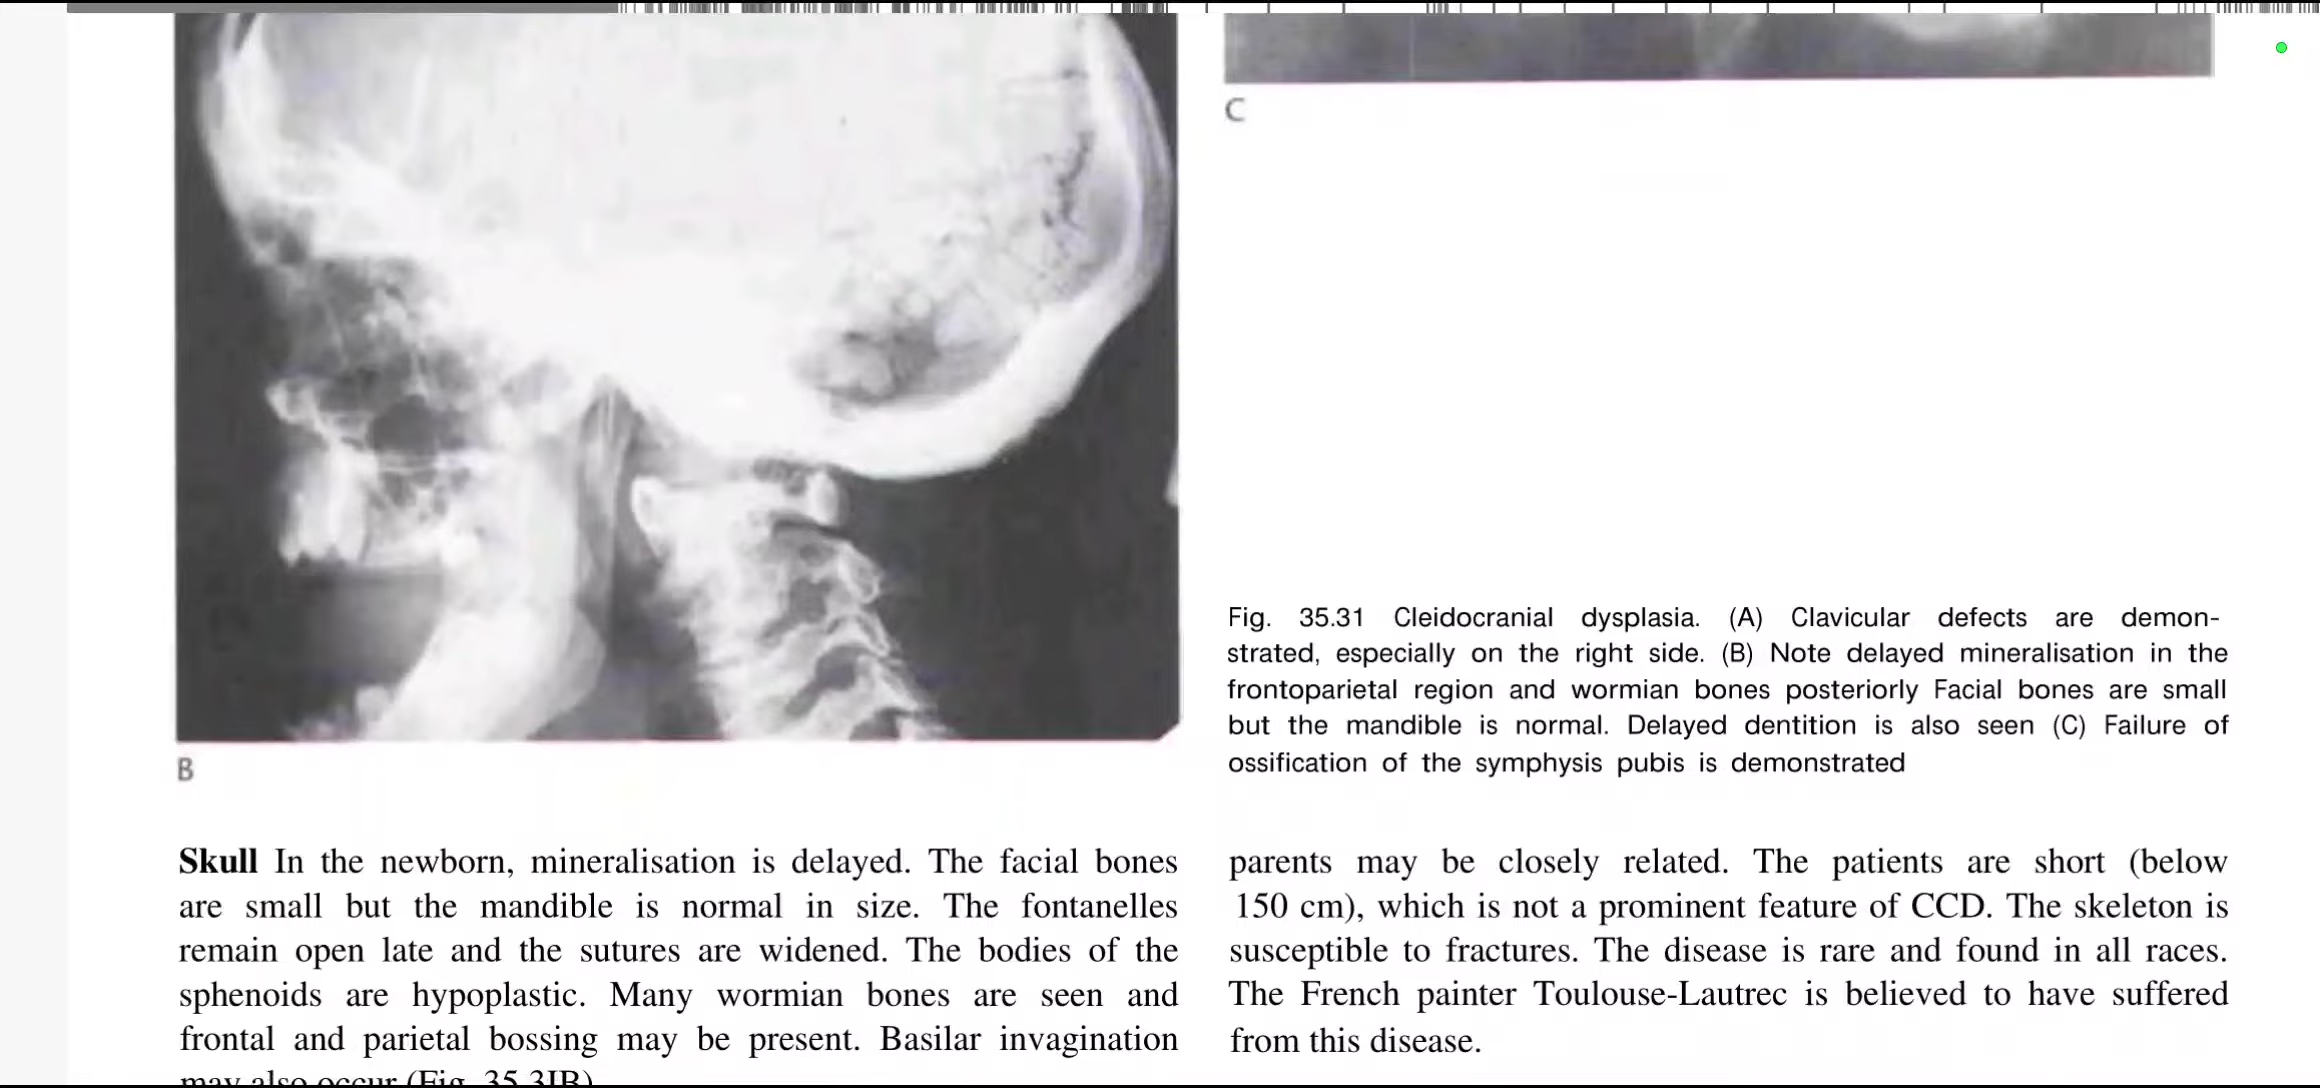 C
Fig. 35.31 Cleidocranial dysplasia. (A) Clavicular defects are demon-
strated, especially on the right side. (B) Note delayed mineralisation in the
frontoparietal region and wormian bones posteriorly Facial bones are small
but the mandible is normal. Delayed dentition is also seen (C) Failure of
ossification of the symphysis pubis is demonstrated
B
Skull In the newborn, mineralisation is delayed. The facial bones
are small but the mandible is normal in size. The fontanelles
remain open late and the sutures are widened. The bodies of the
sphenoids are hypoplastic. Many wormian bones are seen and
frontal and parietal bossing may be present. Basilar invagination
may also occur (Fig. 35.3IB)
parents may be closely related. The patients are short (below
150 cm), which is not a prominent feature of CCD. The skeleton is
susceptible to fractures. The disease is rare and found in all races.
The French painter Toulouse-Lautrec is believed to have suffered
from this disease.